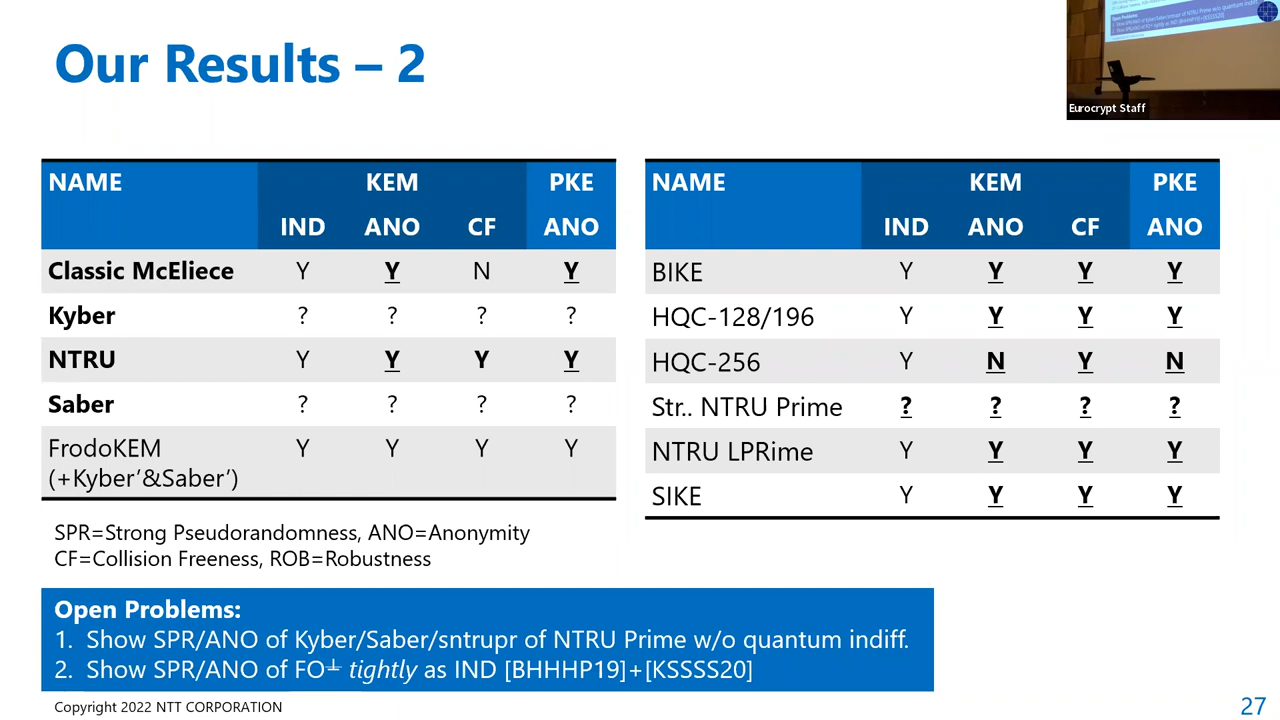 Our Results – 2
Eurocrypt Staff
NAME KEM PKE
IND ANO CF ANO
Classic McEliece Y Y N Y
Kyber ? ? ? ?
NTRU Y Y Y Y
Saber ? ? ? ?
FrodoKEM Y Y Y Y
(+Kyber’&Saber’)
NAME KEM PKE
IND ANO CF ANO
BIKE Y Y Y Y
HQC-128/196 Y Y Y Y
HQC-256 Y N Y N
Str.. NTRU Prime ? ? ? ?
NTRU LPRime Y Y Y Y
SIKE Y Y Y Y
SPR=Strong Pseudorandomness, ANO=Anonymity
CF=Collision Freeness, ROB=Robustness
Open Problems:
1. Show SPR/ANO of Kyber/Saber/sntrupr of NTRU Prime w/o quantum indiff.
2. Show SPR/ANO of FO⊥ tightly as IND [BHHHP19]+[KSSSS20]
Copyright 2022 NTT CORPORATION
27